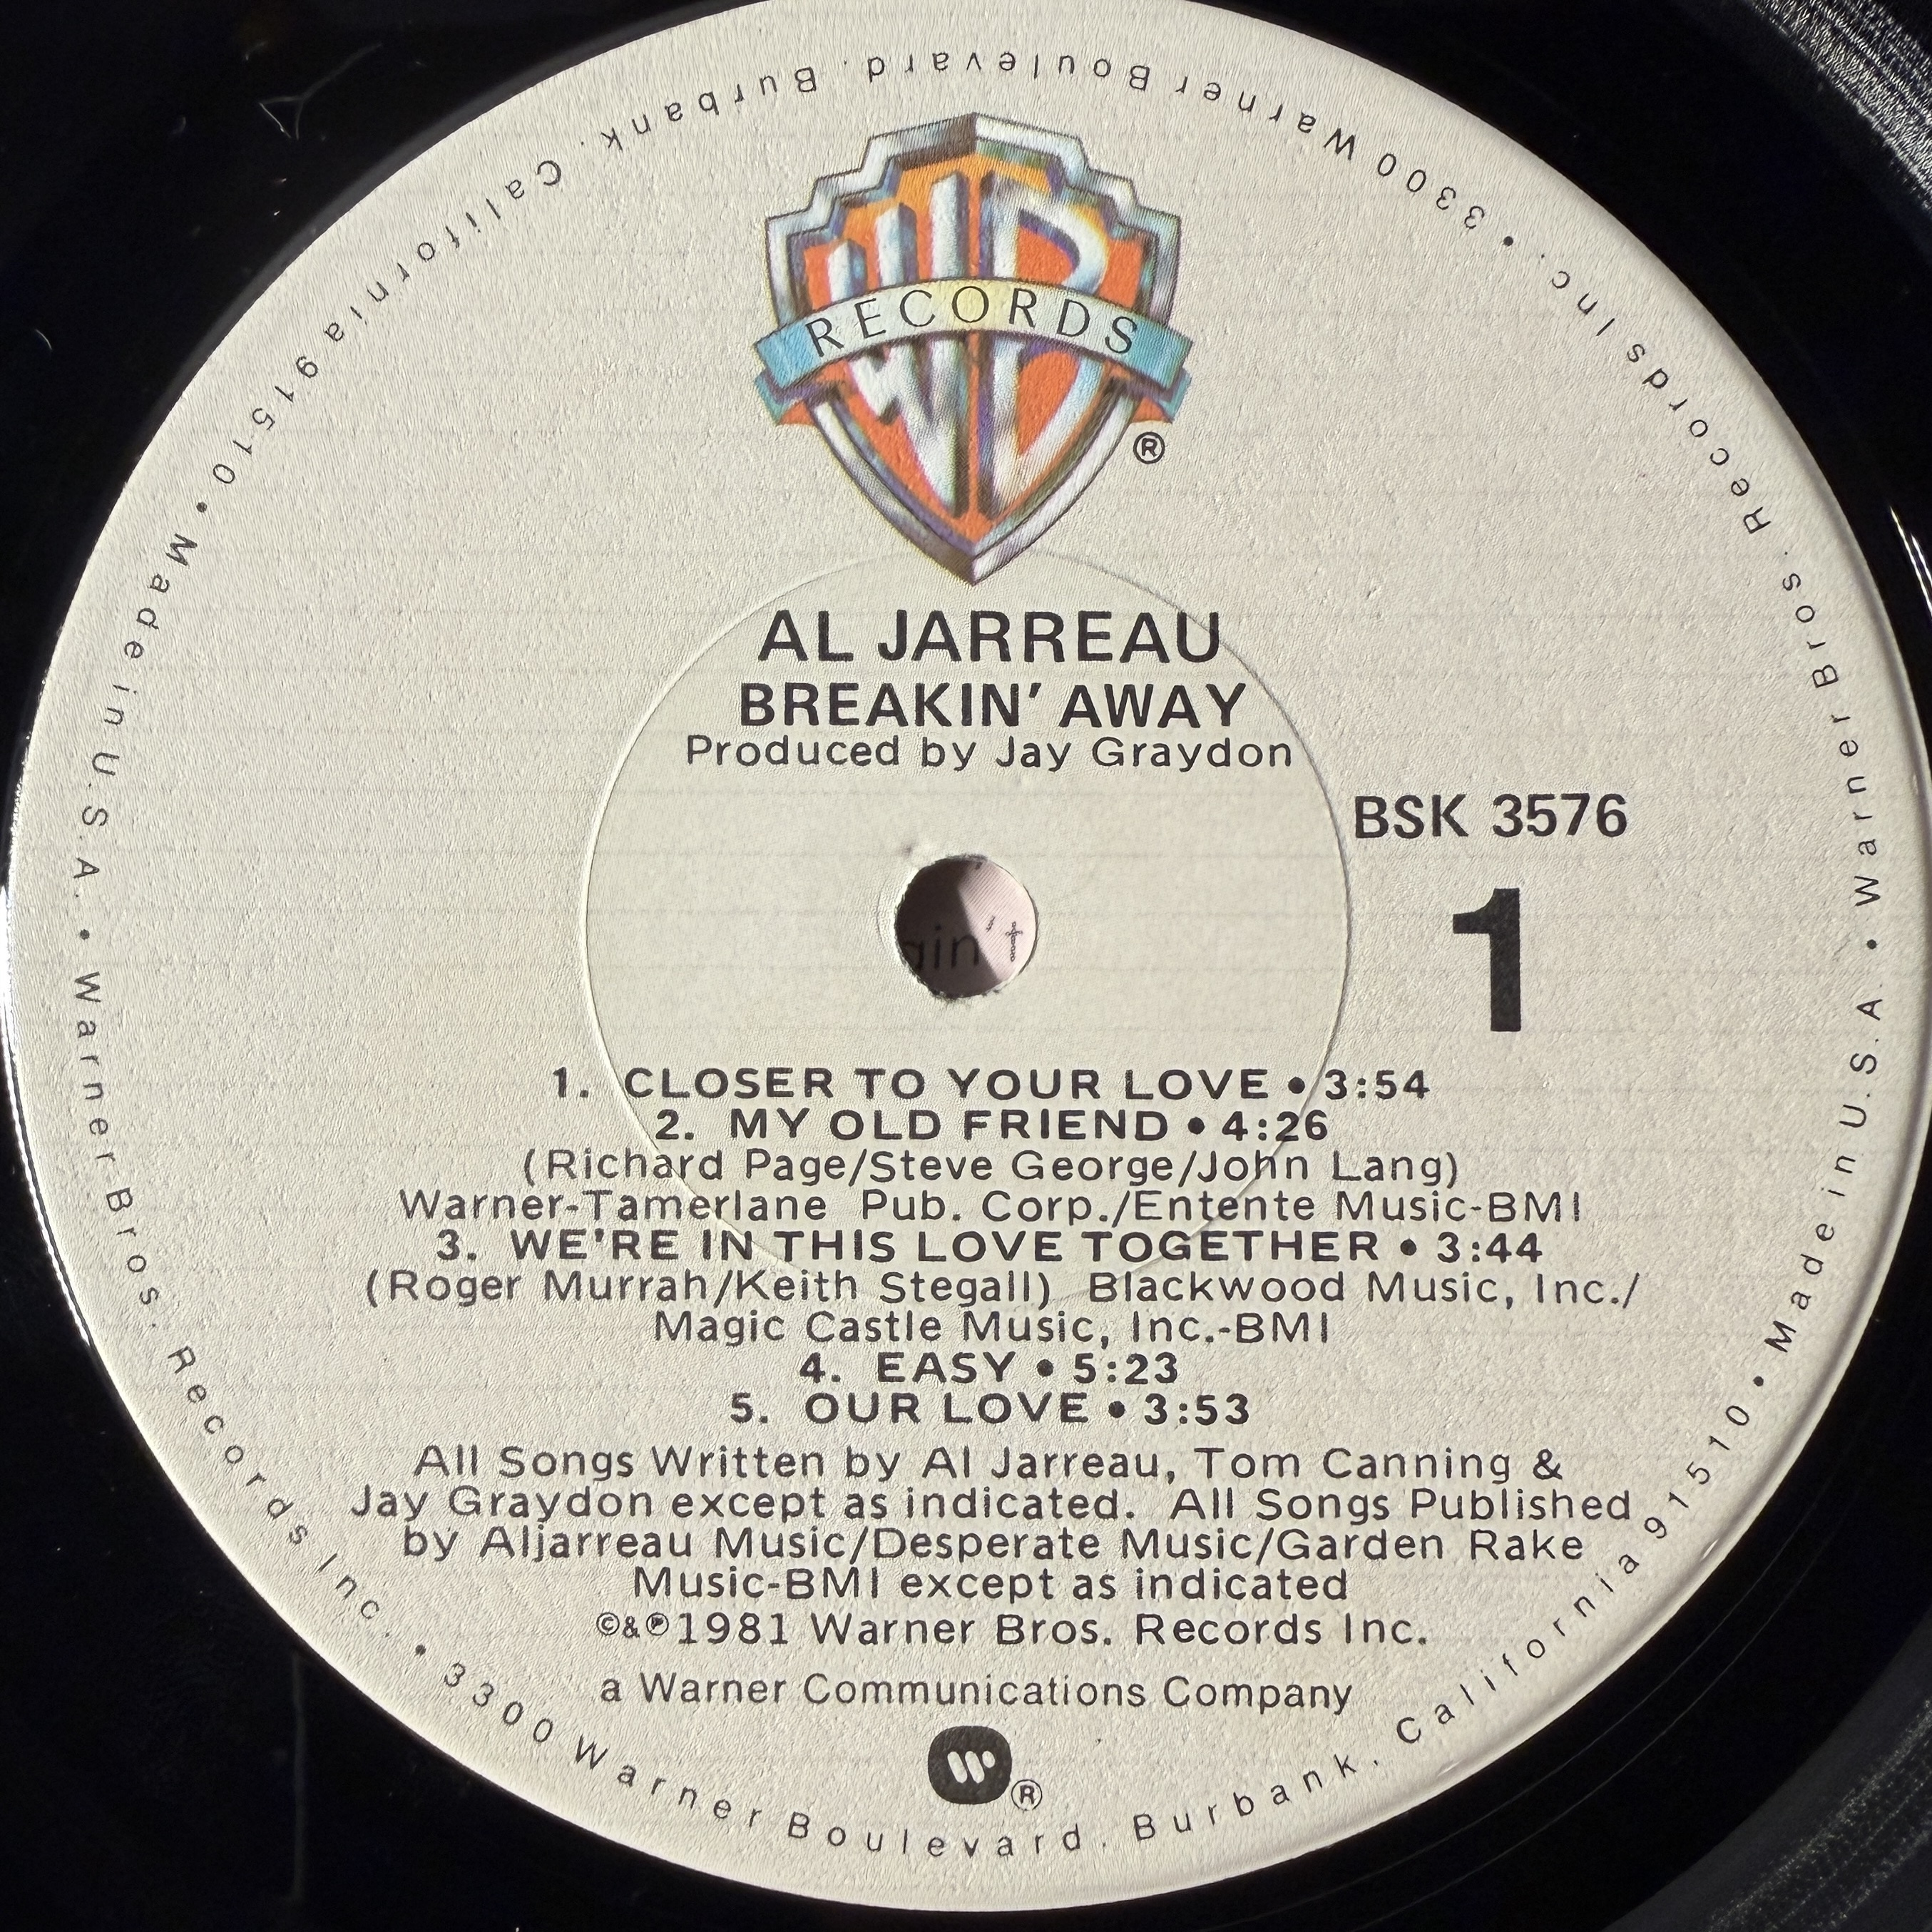 WB
RECORDS
®
AL JARREAU
BREAKIN' AWAY
Produced by Jay Graydon
BSK 3576
1
gin't
1. CLOSER TO YOUR LOVE • 3:54
2. MY OLD FRIEND • 4:26
(Richard Page/Steve George/John Lang)
Warner-Tamerlane Pub. Corp./Entente Music-BMI
3. WE'RE IN THIS LOVE TOGETHER • 3:44
(Roger Murrah/Keith Stegall) Blackwood Music, Inc./
Magic Castle Music, Inc.-BMI
4. EASY • 5:23
5. OUR LOVE • 3:53
All Songs Written by Al Jarreau, Tom Canning &
Jay Graydon except as indicated. All Songs Published
by Aljarreau Music/Desperate Music/Garden Rake
Music-BMI except as indicated
©&℗1981 Warner Bros. Records Inc.
a Warner Communications Company
®
Warner Bros. Records Inc. • 3300 Warner Boulevard, Burbank, California 91510 • Made in U.S.A. •
Warner Bros. Records Inc. • 3300 Warner Boulevard, Burbank, California 91510 • Made in U.S.A. •